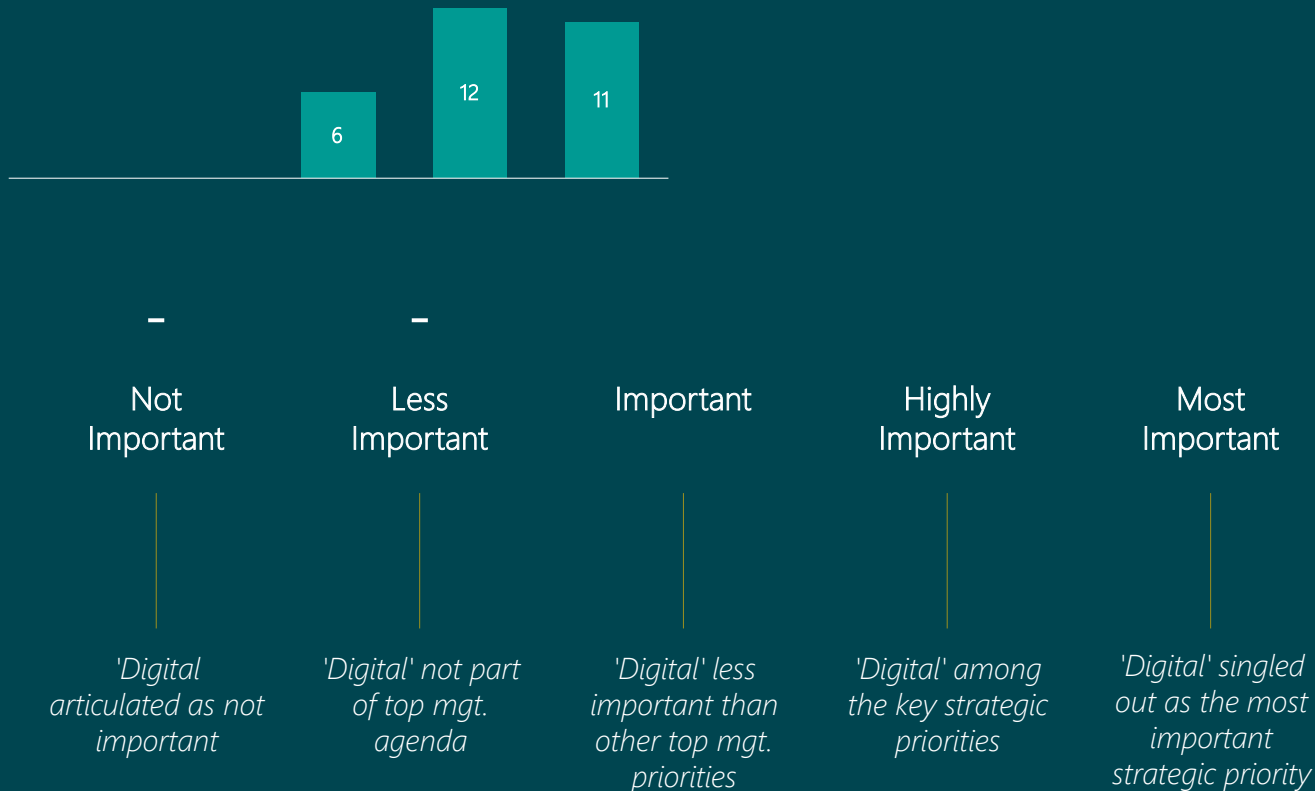 6
12
11
–
–
Not
Important
Less
Important
Important
Highly
Important
Most
Important
'Digital
articulated as not
important
'Digital' not part
of top mgt.
agenda
'Digital' less
important than
other top mgt.
priorities
'Digital' among
the key strategic
priorities
'Digital' singled
out as the most
important
strategic priority